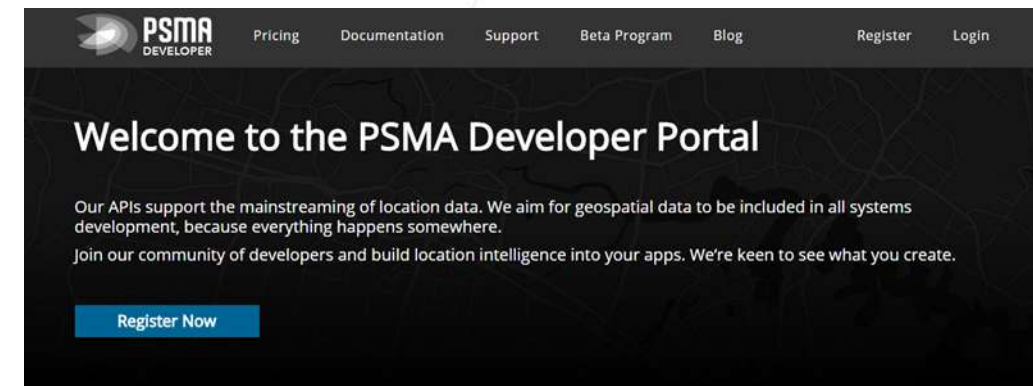 PSMA
DEVELOPER
Pricing Documentation Support Beta Program Blog Register Login
Welcome to the PSMA Developer Portal
Our APIs support the mainstreaming of location data. We aim for geospatial data to be included in all systems
development, because everything happens somewhere.
Join our community of developers and build location intelligence into your apps. We're keen to see what you create.
Register Now